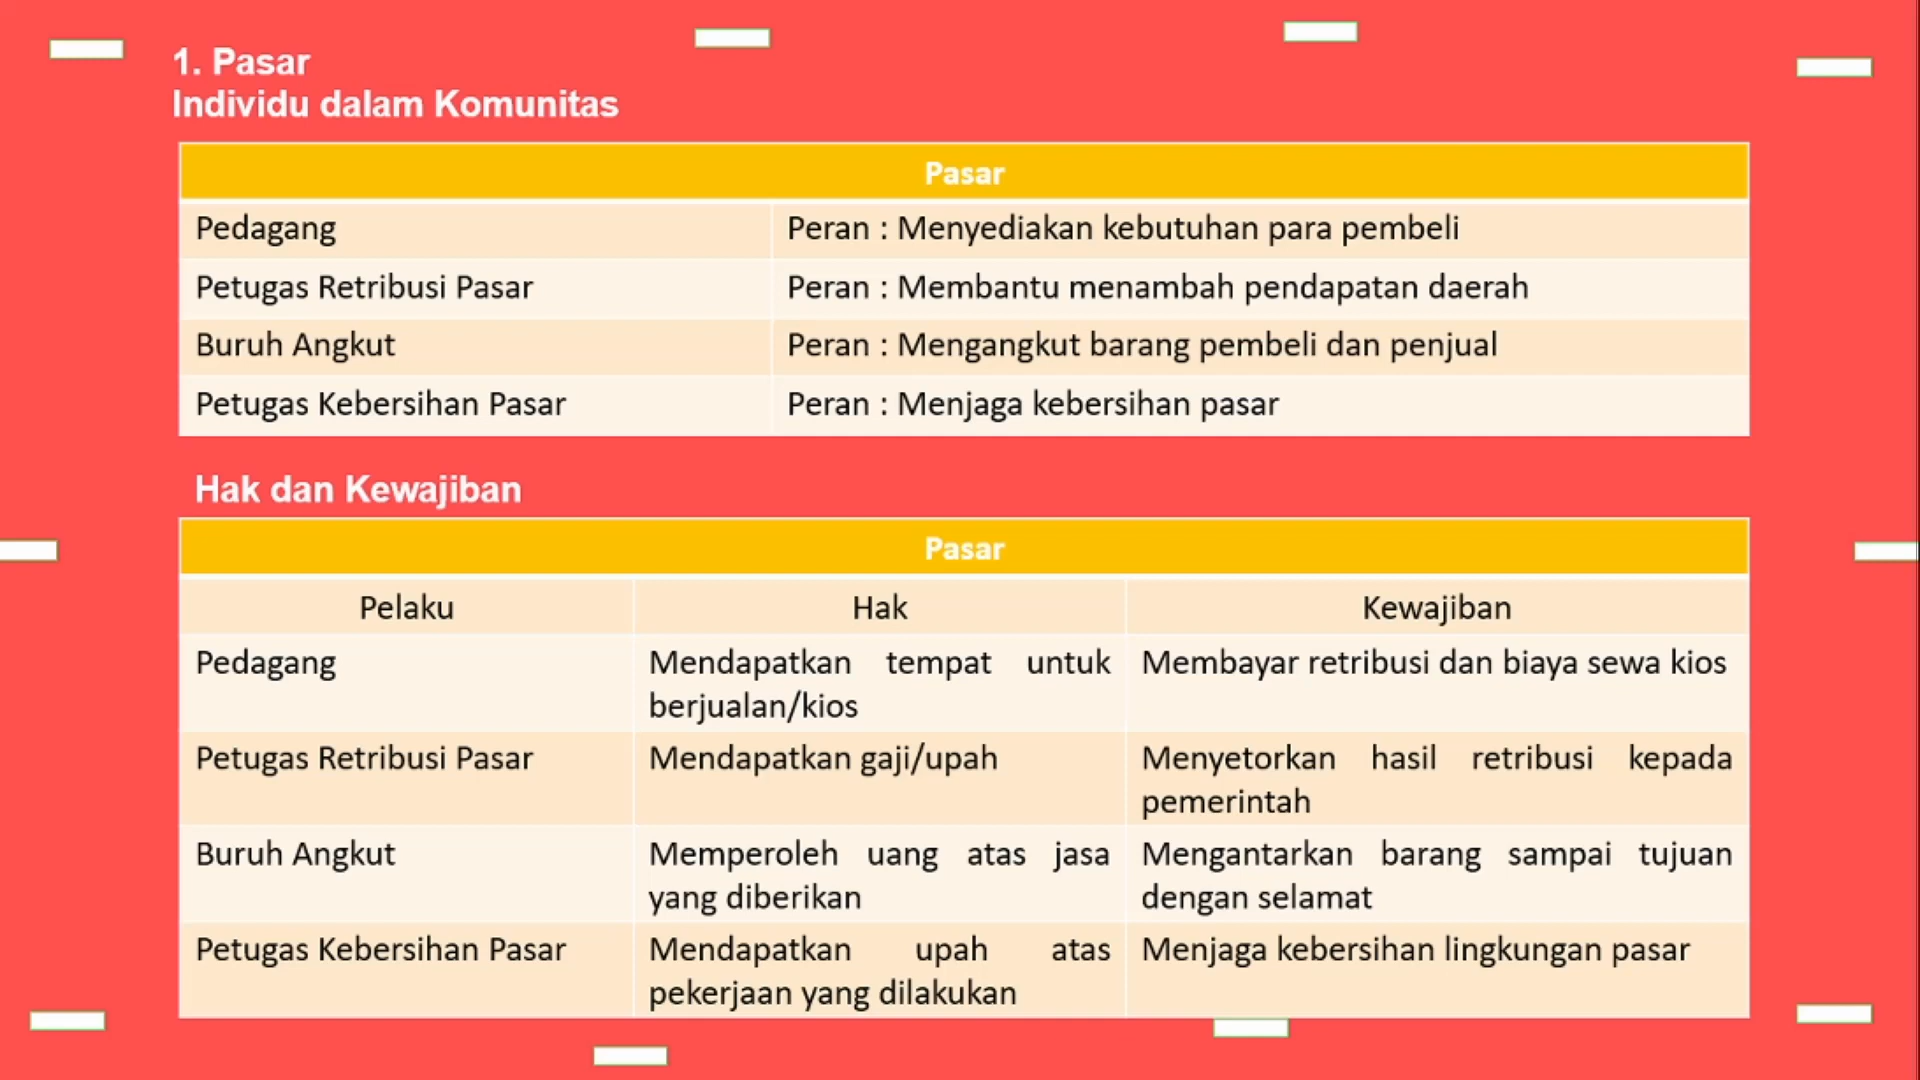 1. Pasar
Individu dalam Komunitas
Pasar
Pedagang
Peran : Menyediakan kebutuhan para pembeli
Petugas Retribusi Pasar
Peran : Membantu menambah pendapatan daerah
Buruh Angkut
Peran : Mengangkut barang pembeli dan penjual
Petugas Kebersihan Pasar
Peran : Menjaga kebersihan pasar
Hak dan Kewajiban
Pasar
Pelaku
Hak
Kewajiban
Pedagang
Mendapatkan tempat untuk
berjualan/kios
Membayar retribusi dan biaya sewa kios
Petugas Retribusi Pasar
Mendapatkan gaji/upah
Menyetorkan hasil retribusi kepada
pemerintah
Buruh Angkut
Memperoleh uang atas jasa
yang diberikan
Mengantarkan barang sampai tujuan
dengan selamat
Petugas Kebersihan Pasar
Mendapatkan upah atas
pekerjaan yang dilakukan
Menjaga kebersihan lingkungan pasar